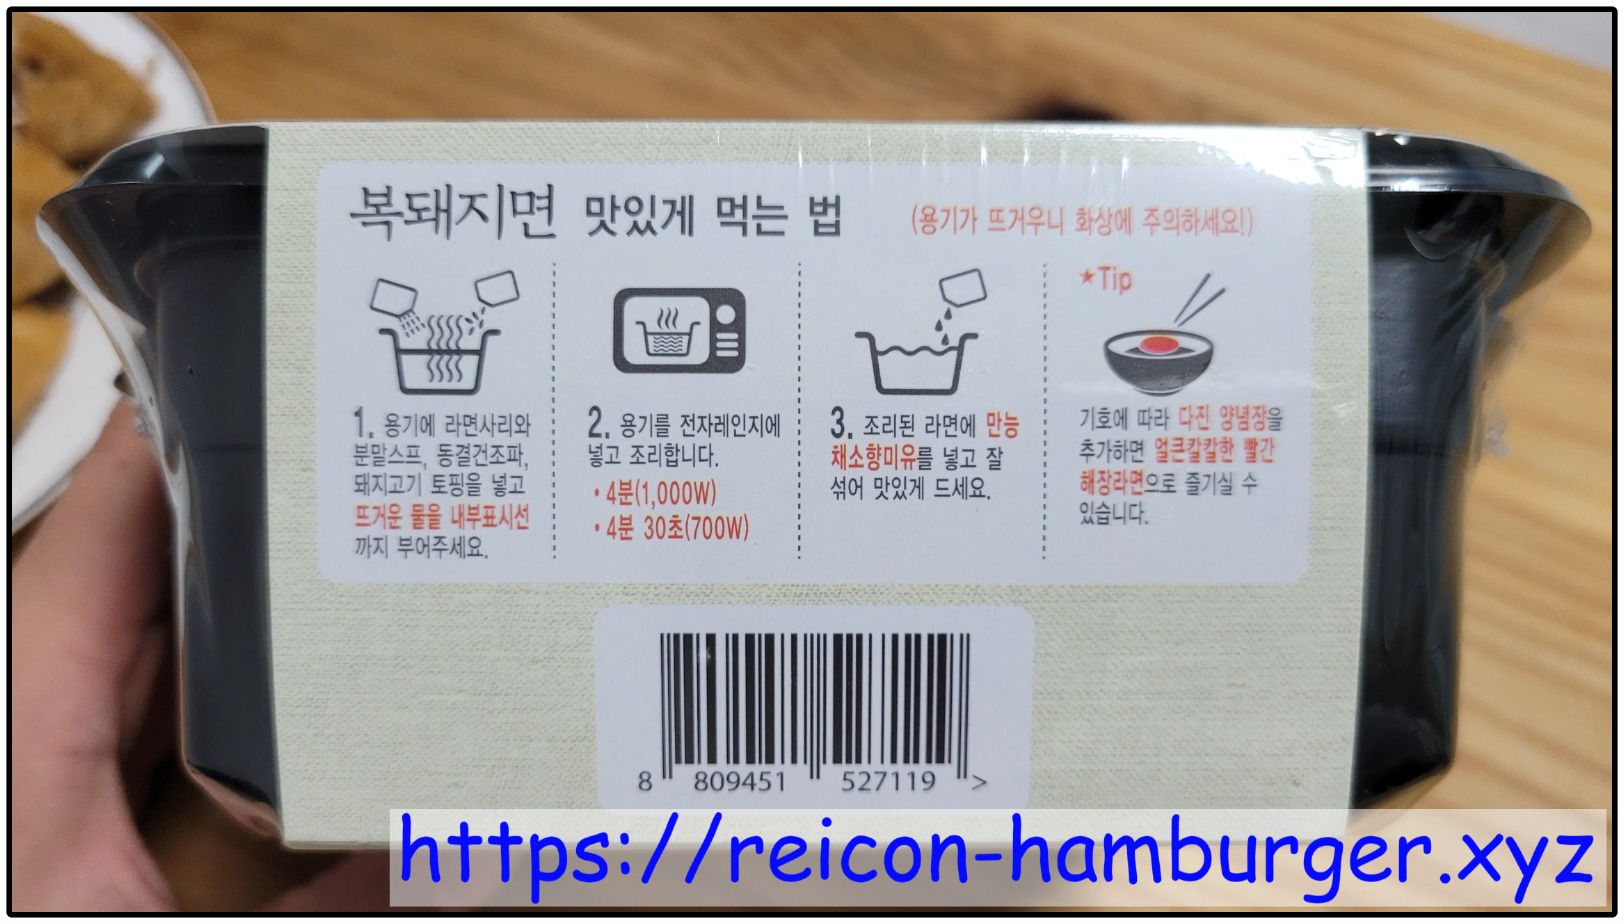 복돼지면 맛있게 먹는 법 (용기가 뜨거우니 화상에 주의하세요!)
1. 용기에 라면사리와
분말스프, 동결건조파,
돼지고기 토핑을 넣고
뜨거운 물을 내부표시선
까지 부어주세요.
2. 용기를 전자레인지에
넣고 조리합니다.
• 4분(1,000W)
• 4분 30초(700W)
3. 조리된 라면에 만능
채소향미유를 넣고 잘
섞어 맛있게 드세요.
★Tip
기호에 따라 다진 양념장을
추가하면 얼큰칼칼한 빨간
해장라면으로 즐기실 수
있습니다.
8 809451 527119 >
https://reicon-hamburger.xyz